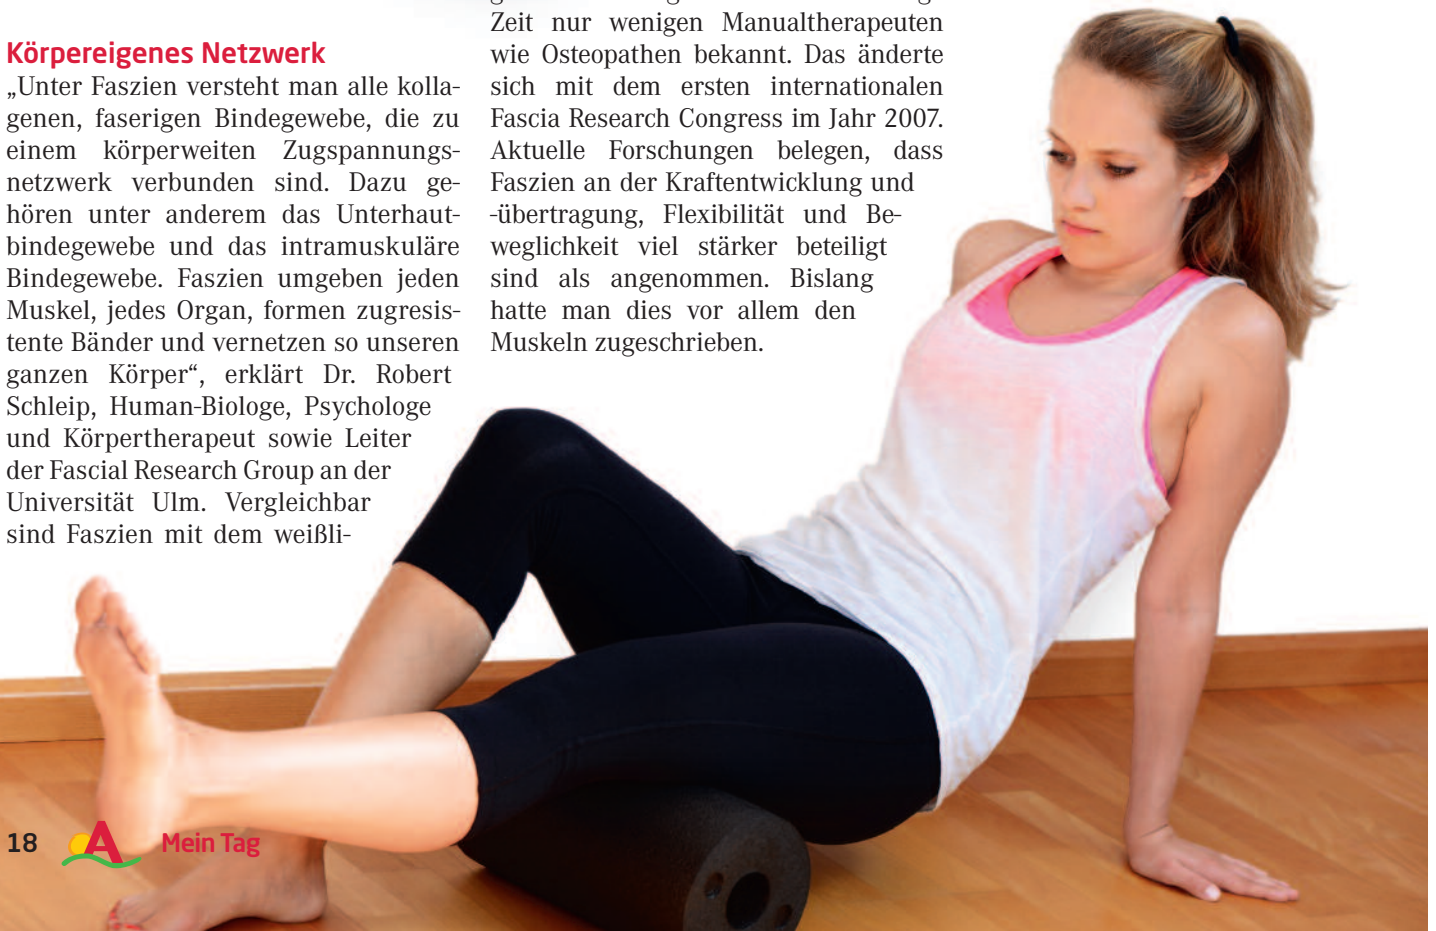 Körpereigenes Netzwerk
„Unter Faszien versteht man alle kolla-
genen, faserigen Bindegewebe, die zu
einem körperweiten Zugspannungs-
netzwerk verbunden sind. Dazu ge-
hören unter anderem das Unterhaut-
bindegewebe und das intramuskuläre
Bindegewebe. Faszien umgeben jeden
Muskel, jedes Organ, formen zugresis-
tente Bänder und vernetzen so unseren
ganzen Körper“, erklärt Dr. Robert
Schleip, Human-Biologe, Psychologe
und Körpertherapeut sowie Leiter
der Fascial Research Group an der
Universität Ulm. Vergleichbar
sind Faszien mit dem weißli-
Zeit nur wenigen Manualtherapeuten
wie Osteopathen bekannt. Das änderte
sich mit dem ersten internationalen
Fascia Research Congress im Jahr 2007.
Aktuelle Forschungen belegen, dass
Faszien an der Kraftentwicklung und
-übertragung, Flexibilität und Be-
weglichkeit viel stärker beteiligt
sind als angenommen. Bislang
hatte man dies vor allem den
Muskeln zugeschrieben.
18 A Mein Tag